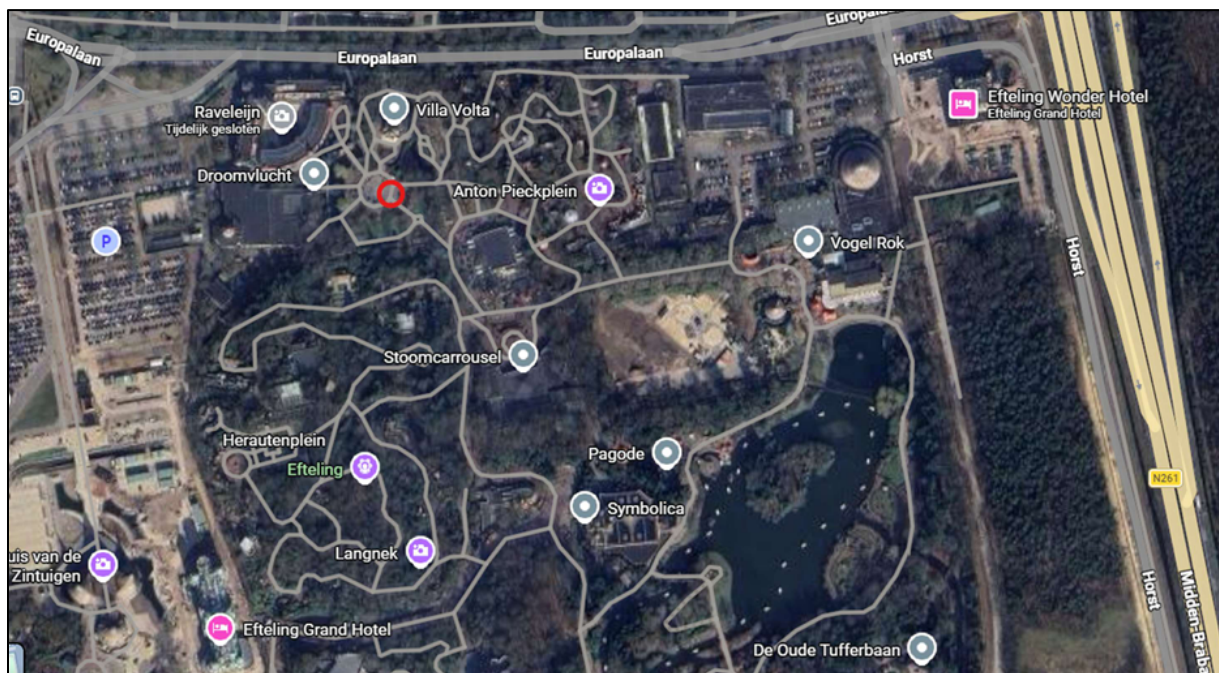 Europalaan
Europalaan
Europalaan
Europalaan
Horst
Raveleijn
Tijdelijk gesloten
Villa Volta
Efteling Wonder Hotel
Efteling Grand Hotel
Droomvlucht
Anton Pieckplein
P
Vogel Rok
Horst
Stoomcarrousel
Herautenplein
Efteling
Pagode
N261
Symbolica
uis van de
Zintuigen
Langnek
Horst
Midden-Braba
Efteling Grand Hotel
De Oude Tufferbaan